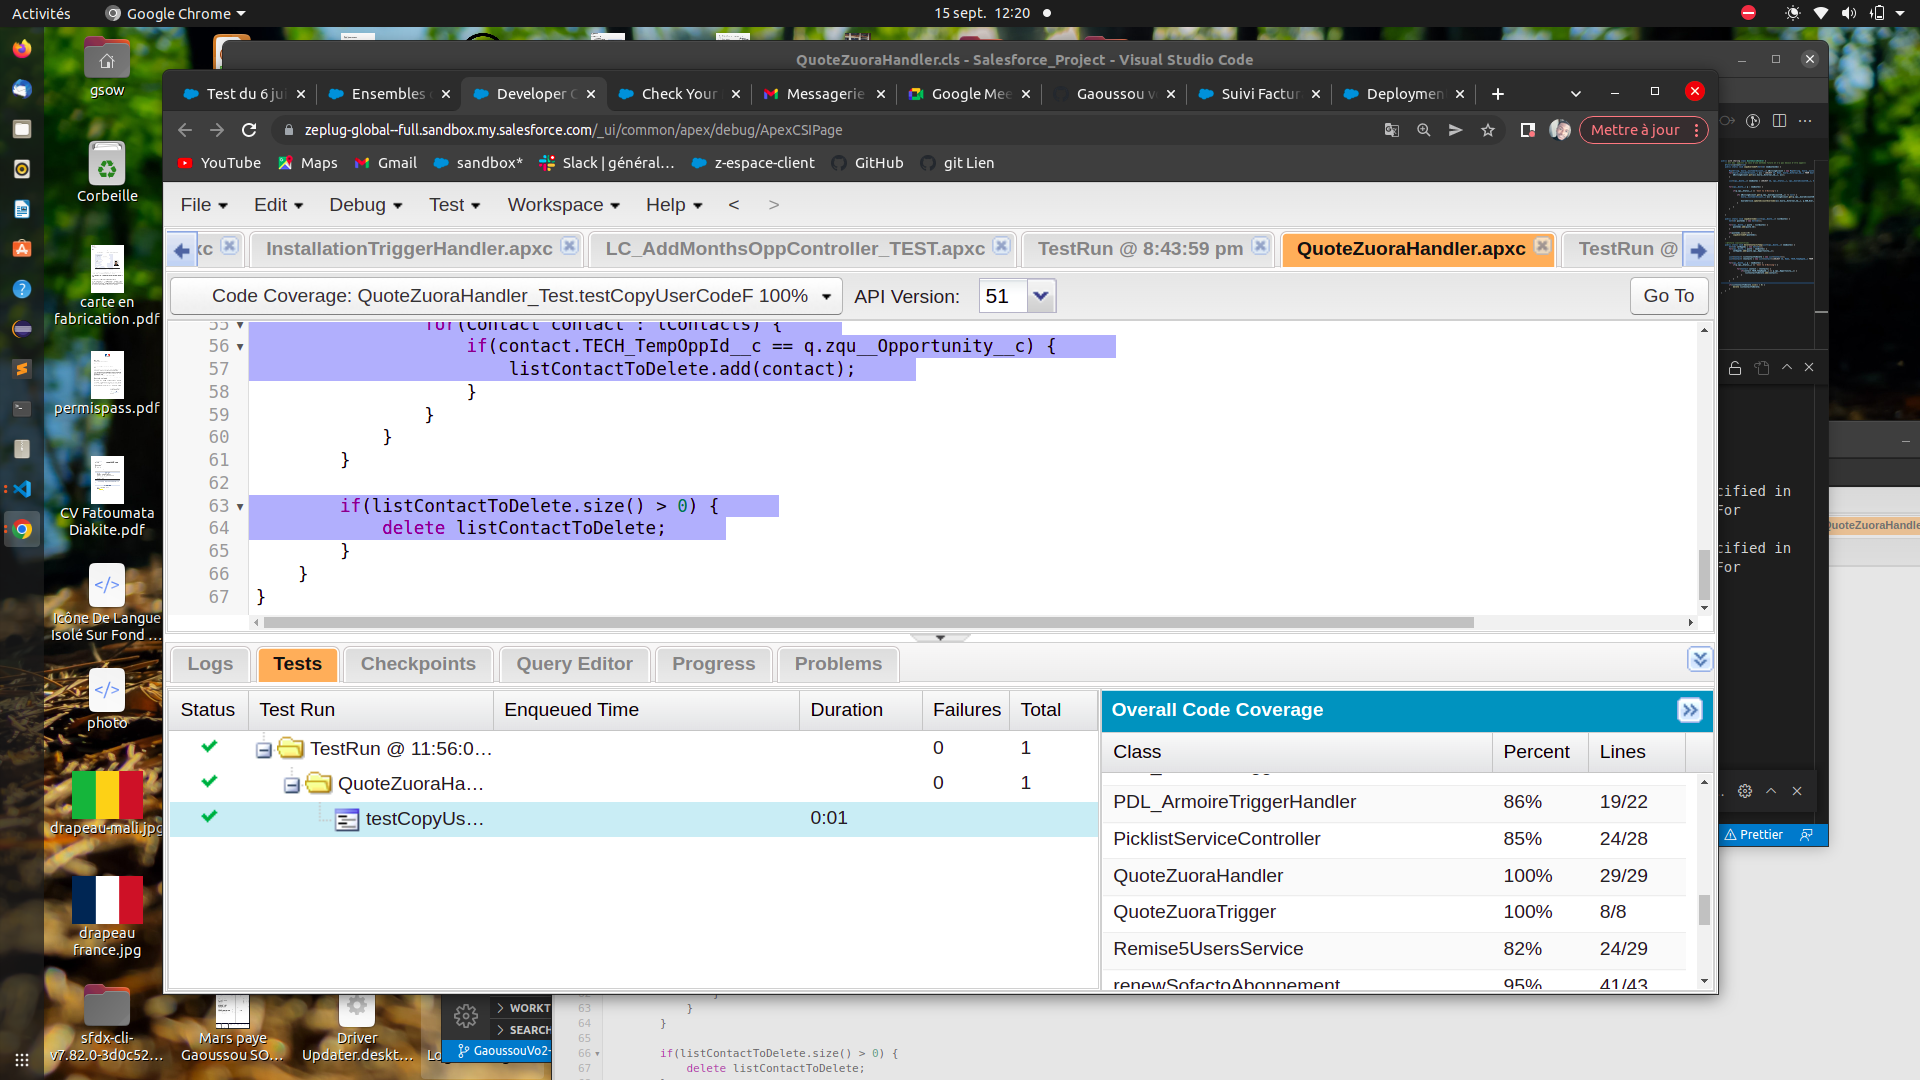 Activités
Google Chrome
15 sept. 12:20
QuoteZuoraHandler.cls - Salesforce_Project - Visual Studio Code
gsow
Corbeille
carte en
fabrication .pdf
permispass.pdf
CV Fatoumata
Diakite.pdf
Icône De Langue
Isolé Sur Fond ...
photo
drapeau-mali.jpg
drapeau
france.jpg
sfdx-cli-
v7.82.0-3d0c52...
Mars paye
Gaoussou SO...
Driver
Updater.deskt...
Test du 6 jui
Ensembles
Developer C
Check Your
Messagerie
Google Mee
Gaoussou v
Suivi Factur
Deployment
zeplug-global--full.sandbox.my.salesforce.com/_ui/common/apex/debug/ApexCSIPage
Mettre à jour
YouTube
Maps
Gmail
sandbox*
Slack | général...
z-espace-client
GitHub
git Lien
File
Edit
Debug
Test
Workspace
Help
<
>
xc
InstallationTriggerHandler.apxc
LC_AddMonthsOppController_TEST.apxc
TestRun @ 8:43:59 pm
QuoteZuoraHandler.apxc
TestRun @
Code Coverage: QuoteZuoraHandler_Test.testCopyUserCodeF 100%
API Version:
51
Go To
55 for(Contact contact : lContacts) {
56 if(contact.TECH_TempOppId__c == q.zqu__Opportunity__c) {
57 listContactToDelete.add(contact);
58 }
59 }
60 }
61 }
62
63 if(listContactToDelete.size() > 0) {
64 delete listContactToDelete;
65 }
66 }
67 }
Logs
Tests
Checkpoints
Query Editor
Progress
Problems
Status
Test Run
Enqueued Time
Duration
Failures
Total
TestRun @ 11:56:0...
0
1
QuoteZuoraHa...
0
1
testCopyUs...
0:01
Overall Code Coverage
Class
Percent
Lines
PDL_ArmoireTriggerHandler
86%
19/22
PicklistServiceController
85%
24/28
QuoteZuoraHandler
100%
29/29
QuoteZuoraTrigger
100%
8/8
Remise5UsersService
82%
24/29
renewSofactoAbonnement
95%
41/43
cified in
For
cified in
For
QuoteZuoraHandle
Prettier
WORKT
SEARCH
GaoussouVo2-
63 }
64 }
65
66 if(listContactToDelete.size() > 0) {
67 delete listContactToDelete;